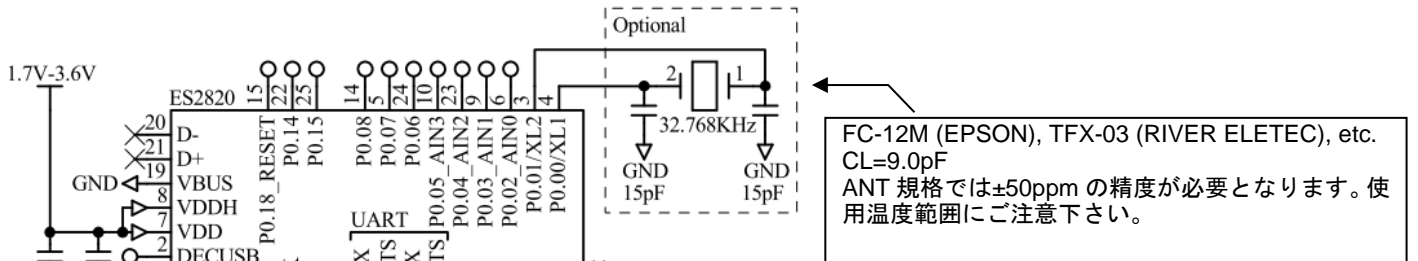 Optional
1.7V-3.6V
ES2820
15
22
25
14
5
24
10
23
9
6
3
4
2
1
32.768KHz
GND
15pF
GND
15pF
20
D-
21
D+
19
GND
VBUS
8
VDDH
7
VDD
2
DECUSB
P0.18_RESET
P0.14
P0.15
P0.08
P0.07
P0.06
P0.05_AIN3
P0.04_AIN2
P0.03_AIN1
P0.02_AIN0
P0.01/XL2
P0.00/XL1
UART
FC-12M (EPSON), TFX-03 (RIVER ELETEC), etc.
CL=9.0pF
ANT 規格では±50ppm の精度が必要となります。使
用温度範囲にご注意下さい。